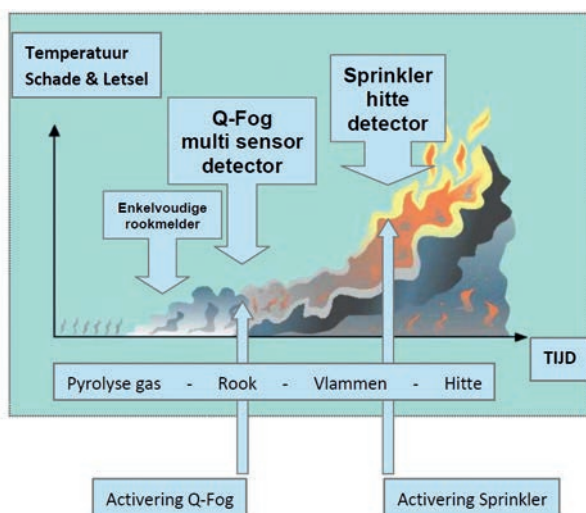 Temperatuur
Schade & Letsel
Sprinkler
hitte
detector
Q-Fog
multi sensor
detector
Enkelvoudige
rookmelder
TIJD
Pyrolyse gas - Rook - Vlammen - Hitte
Activering Q-Fog
Activering Sprinkler